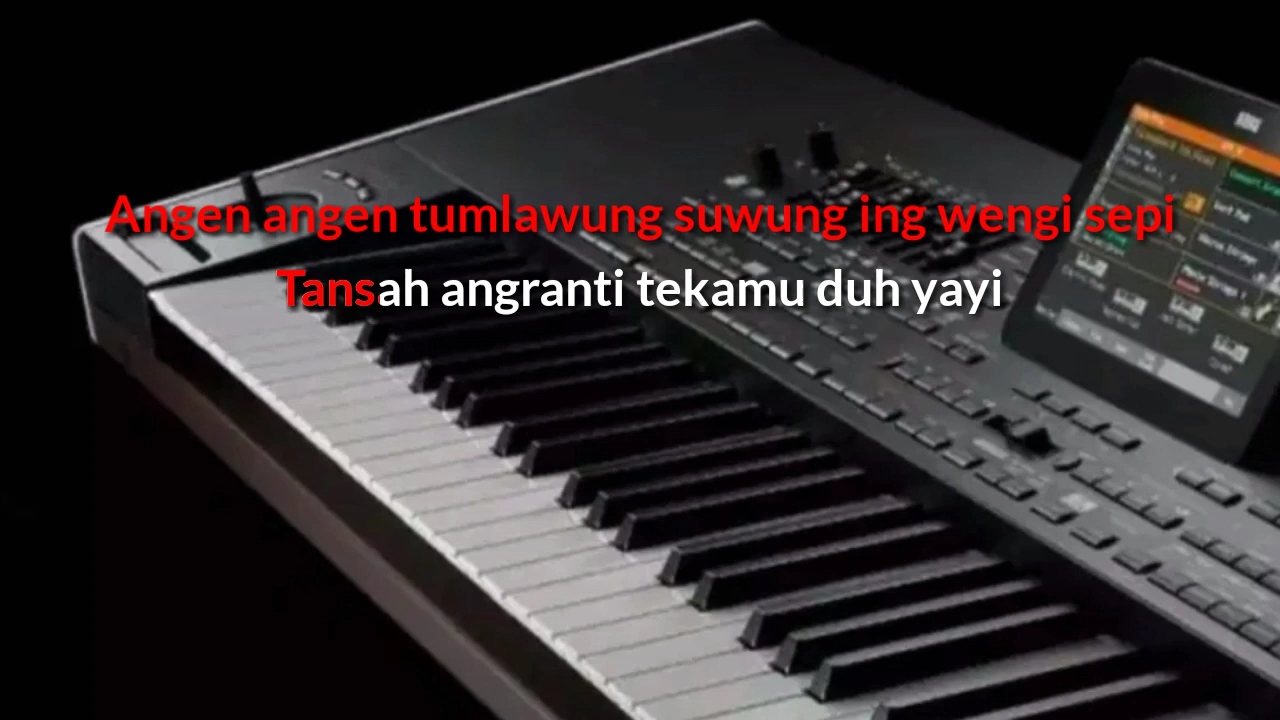 Angen angen tumlawung suwung ing wengi sepi
Tansah angranti tekamu duh yayi